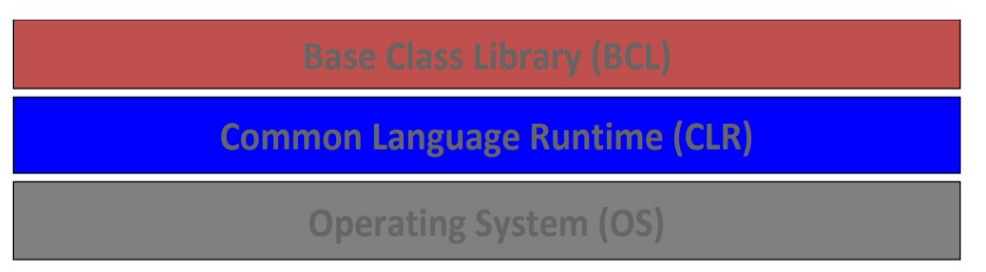 Base Class Library (BCL)
Common Language Runtime (CLR)
Operating System (OS)